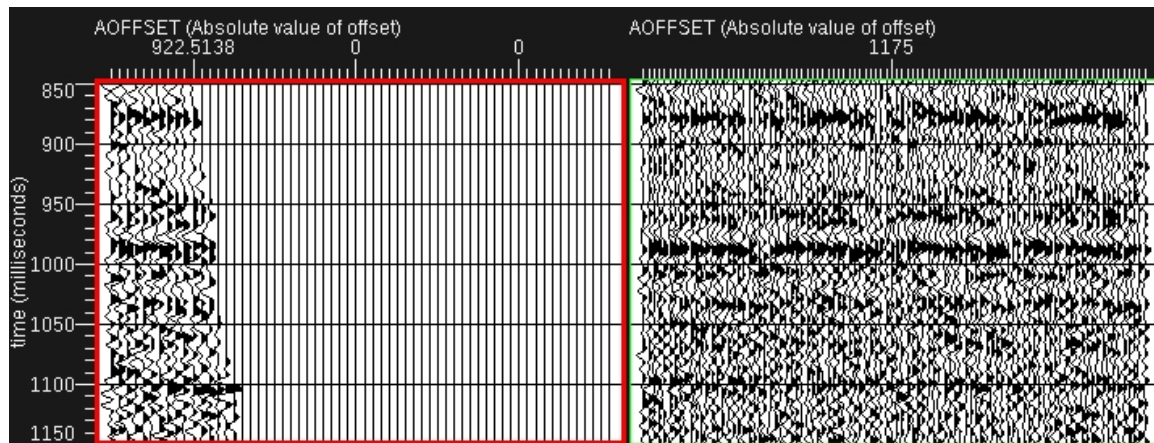 AOFFSET (Absolute value of offset)
922.5138 0 0
AOFFSET (Absolute value of offset)
1175
time (milliseconds)
850
900
950
1000
1050
1100
1150